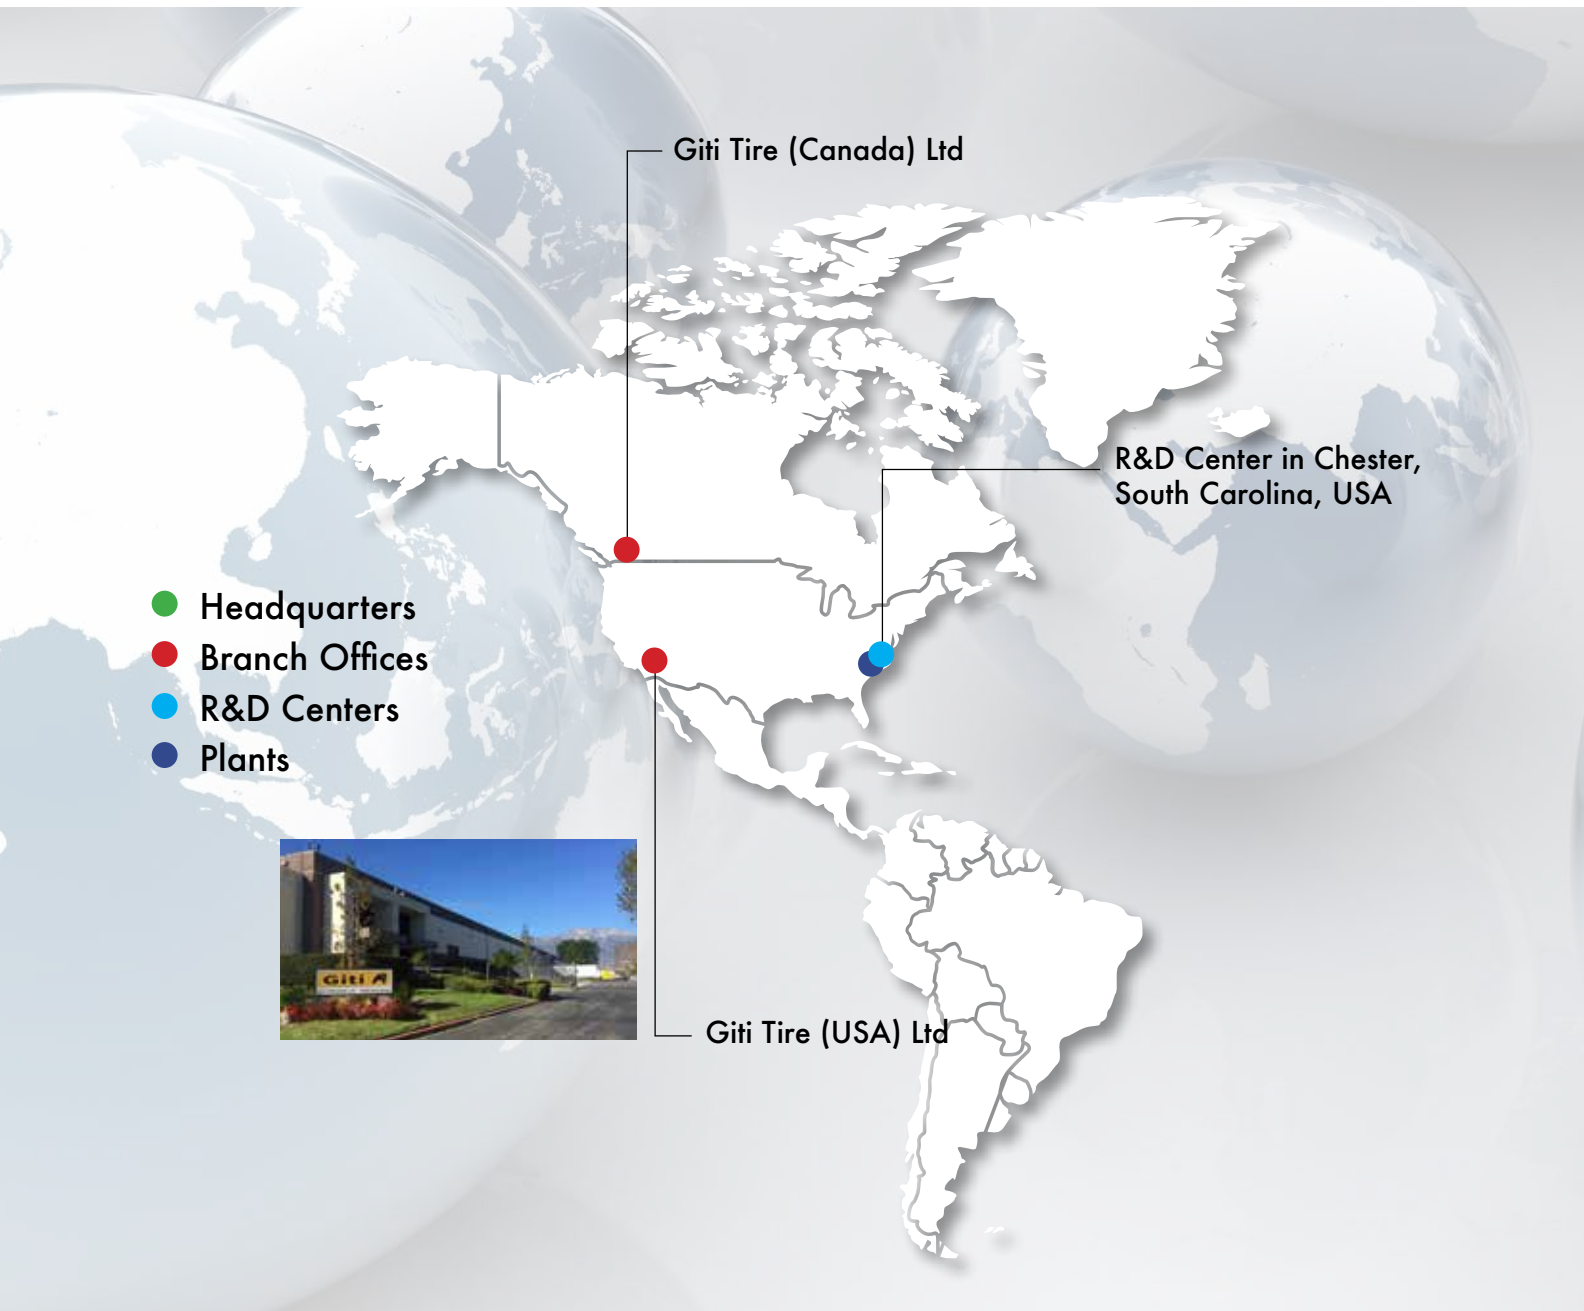 Giti Tire (Canada) Ltd
R&D Center in Chester,
South Carolina, USA
Headquarters
Branch Offices
R&D Centers
Plants
Giti
Giti Tire (USA) Ltd